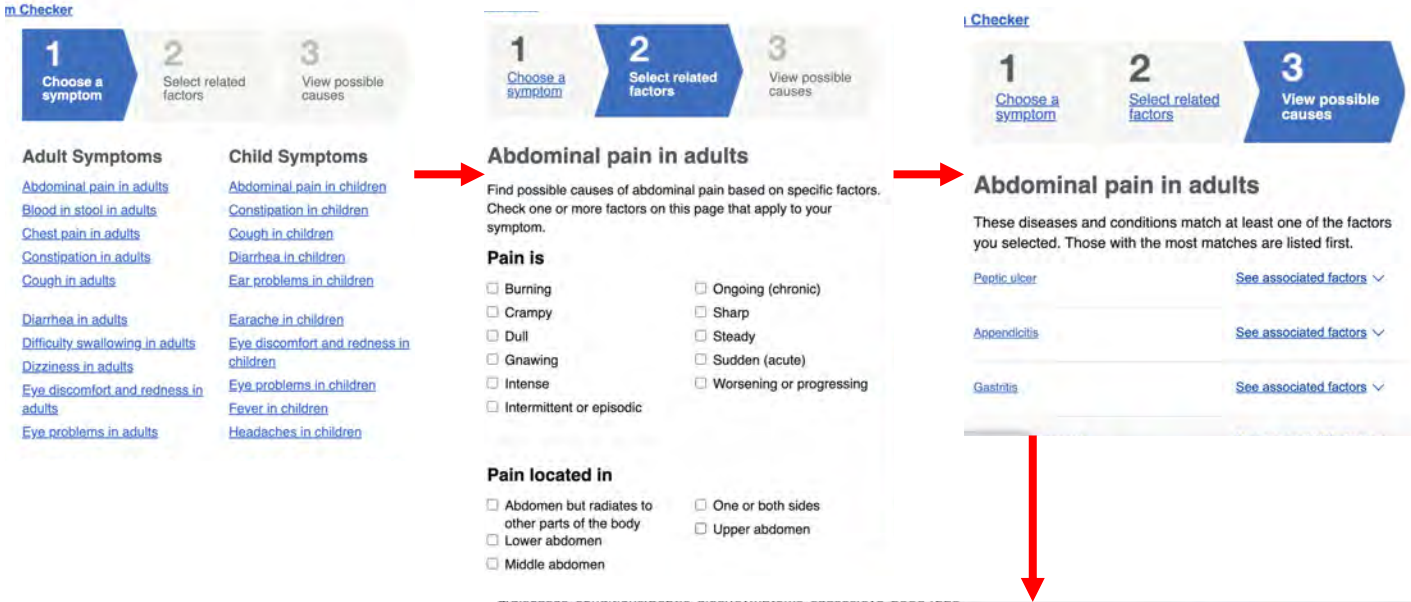 m Checker
1
Choose a
symptom
2
Select related
factors
3
View possible
causes
Adult Symptoms
Abdominal pain in adults
Blood in stool in adults
Chest pain in adults
Constipation in adults
Cough in adults
Diarrhea in adults
Difficulty swallowing in adults
Dizziness in adults
Eye discomfort and redness in
adults
Eye problems in adults
Child Symptoms
Abdominal pain in children
Constipation in children
Cough in children
Diarrhea in children
Ear problems in children
Earache in children
Eye discomfort and redness in
children
Eye problems in children
Fever in children
Headaches in children
1
Choose a
symptom
2
Select related
factors
3
View possible
causes
Abdominal pain in adults
Find possible causes of abdominal pain based on specific factors.
Check one or more factors on this page that apply to your
symptom.
Pain is
Burning
Crampy
Dull
Gnawing
Intense
Intermittent or episodic
Ongoing (chronic)
Sharp
Steady
Sudden (acute)
Worsening or progressing
Pain located in
Abdomen but radiates to
other parts of the body
Lower abdomen
Middle abdomen
One or both sides
Upper abdomen
Checker
1
Choose a
symptom
2
Select related
factors
3
View possible
causes
Abdominal pain in adults
These diseases and conditions match at least one of the factors
you selected. Those with the most matches are listed first.
Peptic ulcer
See associated factors
Appendicitis
See associated factors
Gastritis
See associated factors